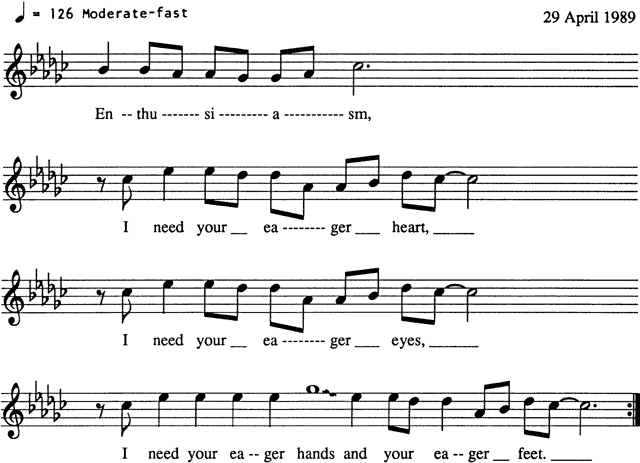 ♩ = 126 Moderate-fast
29 April 1989
En -- thu ------- si --------- a ----------- sm,
I need your __ ea -------- ger ___ heart, _____
I need your __ ea -------- ger ___ eyes, ______
I need your ea -- ger hands and your ea -- ger __ feet. _____